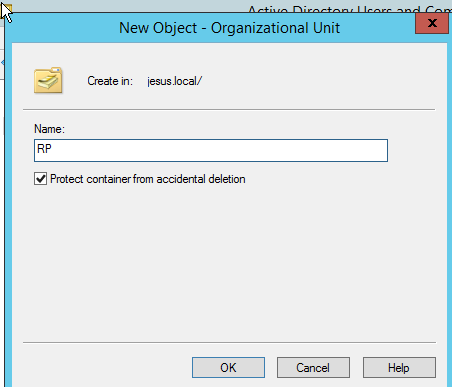 Active Directory Users and Com
New Object - Organizational Unit
x
Create in: jesus.local/
Name:
RP
Protect container from accidental deletion
OK Cancel Help